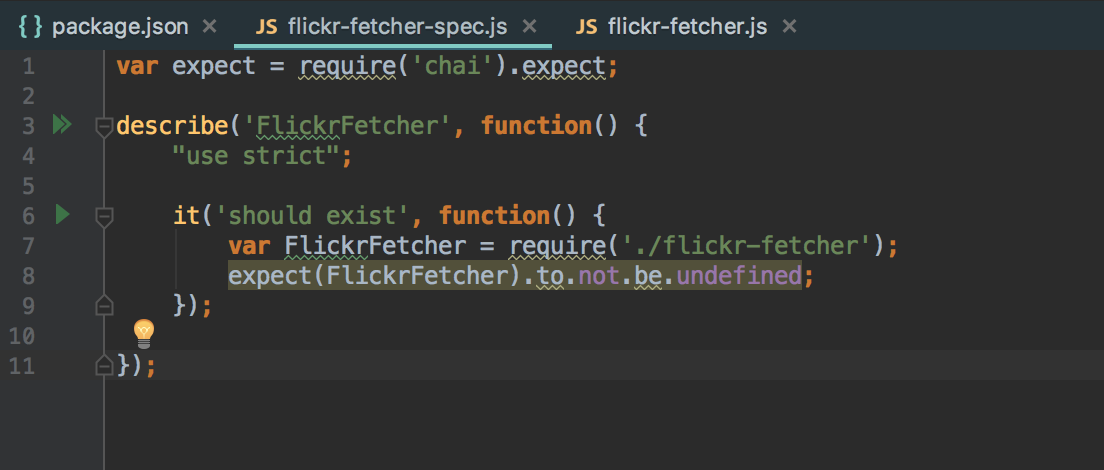 {} package.json × JS flickr-fetcher-spec.js × JS flickr-fetcher.js ×
1 var expect = require('chai').expect;
2
3 describe('FlickrFetcher', function() {
4 "use strict";
5
6 it('should exist', function() {
7 var FlickrFetcher = require('./flickr-fetcher');
8 expect(FlickrFetcher).to.not.be.undefined;
9 });
10
11 });